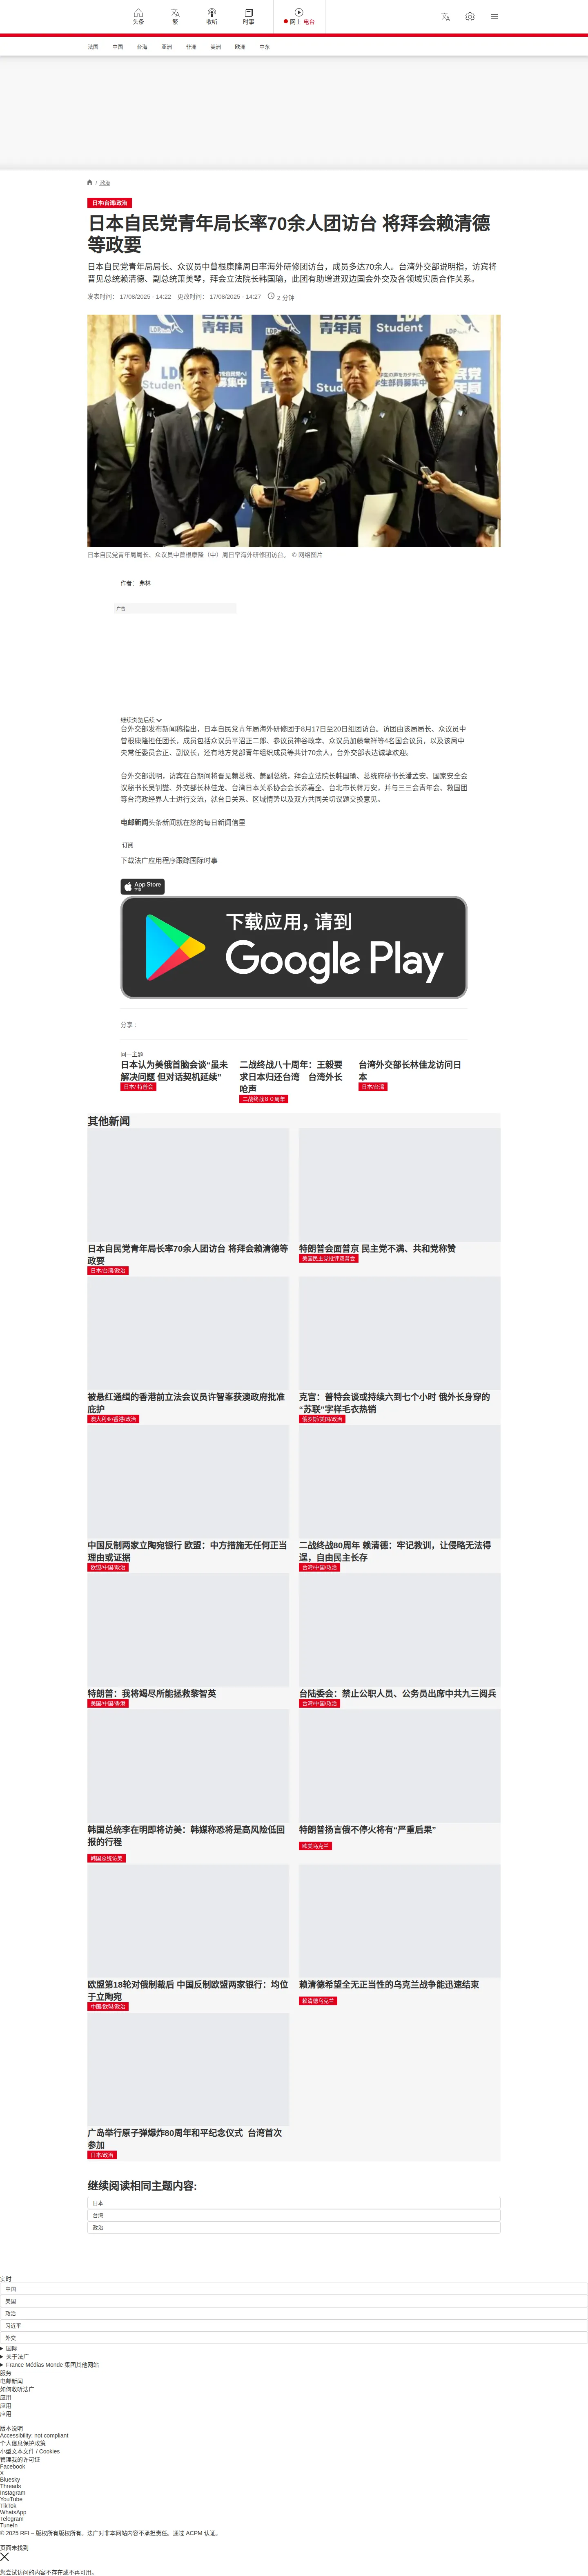 头条
繁
收听
时事
网上 电台
法国
中国
台海
亚洲
非洲
美洲
欧洲
中东
/ 政治
日本/台湾/政治
日本自民党青年局长率70余人团访台 将拜会赖清德
等政要
日本自民党青年局局长、众议员中曾根康隆周日率海外研修团访台，成员多达70余人。台湾外交部说明指，访宾将
晋见总统赖清德、副总统萧美琴，拜会立法院长韩国瑜，此团有助增进双边国会外交及各领域实质合作关系。
发表时间： 17/08/2025 - 14:22 更改时间： 17/08/2025 - 14:27 2 分钟
日本自民党青年局局长、众议员中曾根康隆（中）周日率海外研修团访台。 © 网络图片
作者： 弗林
广告
继续浏览后续
台外交部发布新闻稿指出，日本自民党青年局海外研修团于8月17日至20日组团访台。访团由该局局长、众议员中
曾根康隆担任团长，成员包括众议员平沼正二郎、参议员神谷政幸、众议员加藤竜祥等4名国会议员，以及该局中
央常任委员会正、副议长，还有地方党部青年组织成员等共计70余人，台外交部表达诚挚欢迎。
台外交部说明，访宾在台期间将晋见赖总统、萧副总统，拜会立法院长韩国瑜、总统府秘书长潘孟安、国家安全会
议秘书长吴钊燮、外交部长林佳龙。台湾日本关系协会会长苏嘉全、台北市长蒋万安，并与三三会青年会、救国团
等台湾政经界人士进行交流，就台日关系、区域情势以及双方共同关切议题交换意见。
电邮新闻头条新闻就在您的每日新闻信里
订阅
下载法广应用程序跟踪国际时事
App Store
下载
下载应用，请到
Google Play
分享 :
同一主题
日本认为美俄首脑会谈“虽未
解决问题 但对话契机延续”
日本/ 特普会
二战终战八十周年：王毅要
求日本归还台湾　台湾外长
呛声
二战终战８０周年
台湾外交部长林佳龙访问日
本
日本/台湾
其他新闻
日本自民党青年局长率70余人团访台 将拜会赖清德等
政要
日本/台湾/政治
特朗普会面普京 民主党不满、共和党称赞
美国民主党批评双普会
被悬红通缉的香港前立法会议员许智峯获澳政府批准
庇护
澳大利亚/香港/政治
克宫：普特会谈或持续六到七个小时 俄外长身穿的
“苏联”字样毛衣热销
俄罗斯/美国/政治
中国反制两家立陶宛银行 欧盟：中方措施无任何正当
理由或证据
欧盟/中国/政治
二战终战80周年 赖清德：牢记教训，让侵略无法得
逞，自由民主长存
台湾/中国/政治
特朗普：我将竭尽所能拯救黎智英
美国/中国/香港
台陆委会：禁止公职人员、公务员出席中共九三阅兵
台湾/中国/政治
韩国总统李在明即将访美：韩媒称恐将是高风险低回
报的行程
韩国总统访美
特朗普扬言俄不停火将有“严重后果”
欧美乌克兰
欧盟第18轮对俄制裁后 中国反制欧盟两家银行：均位
于立陶宛
中国/欧盟/政治
赖清德希望全无正当性的乌克兰战争能迅速结束
赖清德乌克兰
广岛举行原子弹爆炸80周年和平纪念仪式 台湾首次
参加
日本/政治
继续阅读相同主题内容:
日本
台湾
政治
实时
中国
美国
政治
习近平
外交
国际
关于法广
France Médias Monde 集团其他网站
服务
电邮新闻
如何收听法广
应用
应用
应用
版本说明
Accessibility: not compliant
个人信息保护政策
小型文本文件 / Cookies
管理我的许可证
Facebook
X
Bluesky
Threads
Instagram
YouTube
TikTok
WhatsApp
Telegram
TuneIn
© 2025 RFI – 版权所有版权所有。法广对非本网站内容不承担责任。通过 ACPM 认证。
页面未找到
您尝试访问的内容不存在或不再可用。